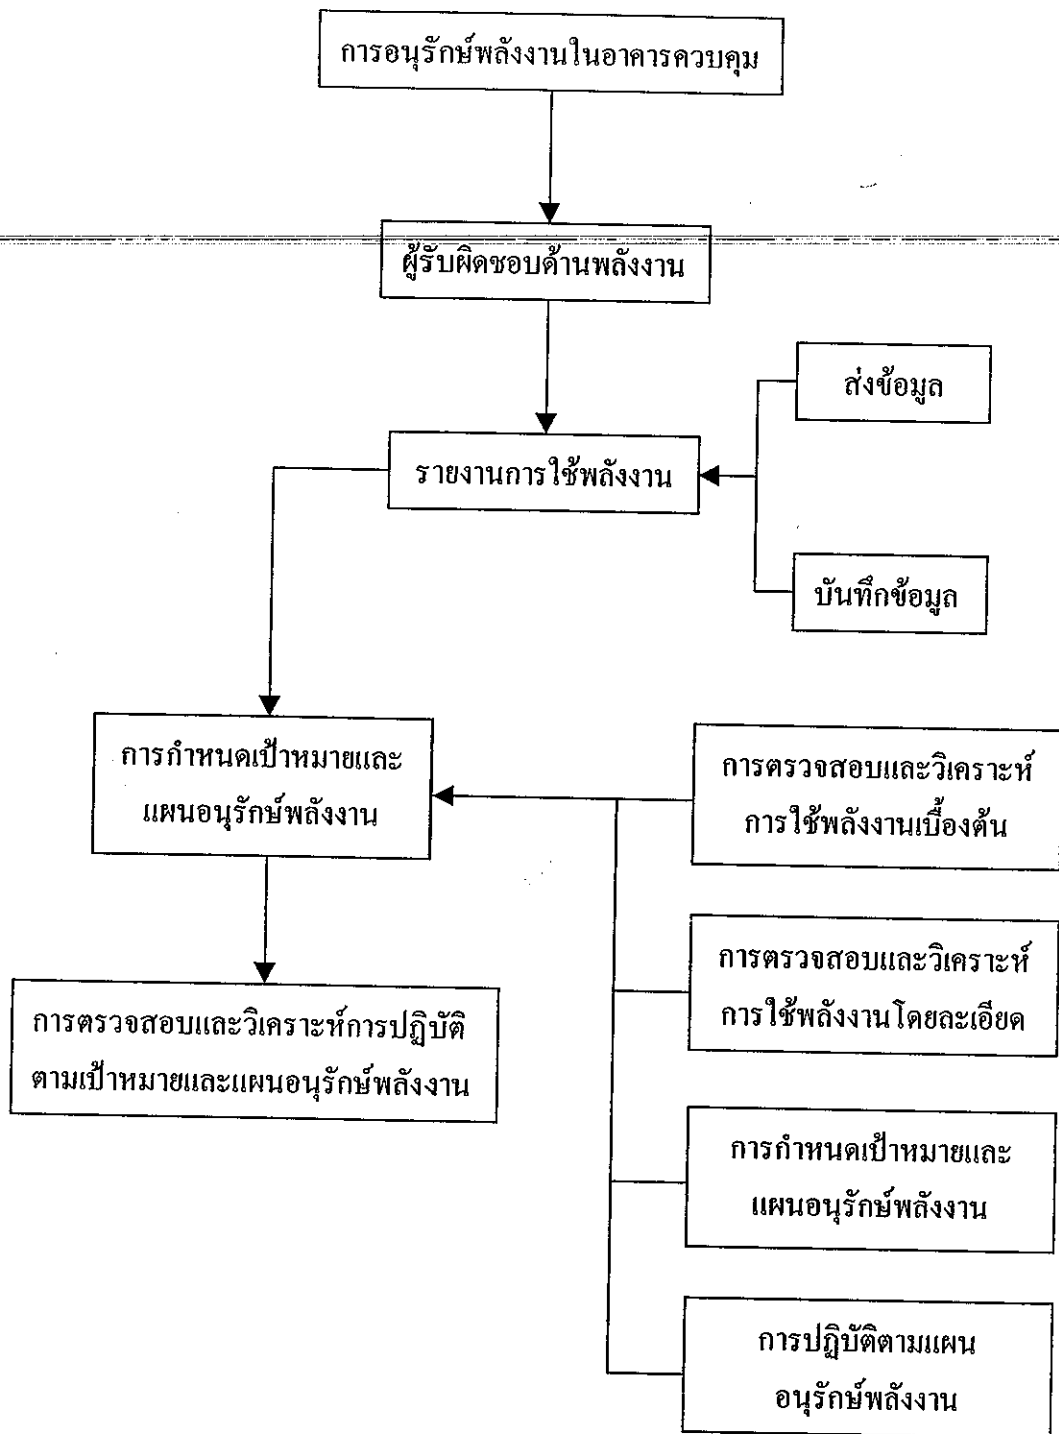 การอนุรักษ์พลังงานในอาคารควบคุม
ผู้รับผิดชอบด้านพลังงาน
ส่งข้อมูล
รายงานการใช้พลังงาน
บันทึกข้อมูล
การกำหนดเป้าหมายและ
แผนอนุรักษ์พลังงาน
การตรวจสอบและวิเคราะห์
การใช้พลังงานเบื้องต้น
การตรวจสอบและวิเคราะห์
การใช้พลังงานโดยละเอียด
การตรวจสอบและวิเคราะห์การปฏิบัติ
ตามเป้าหมายและแผนอนุรักษ์พลังงาน
การกำหนดเป้าหมายและ
แผนอนุรักษ์พลังงาน
การปฏิบัติตามแผน
อนุรักษ์พลังงาน